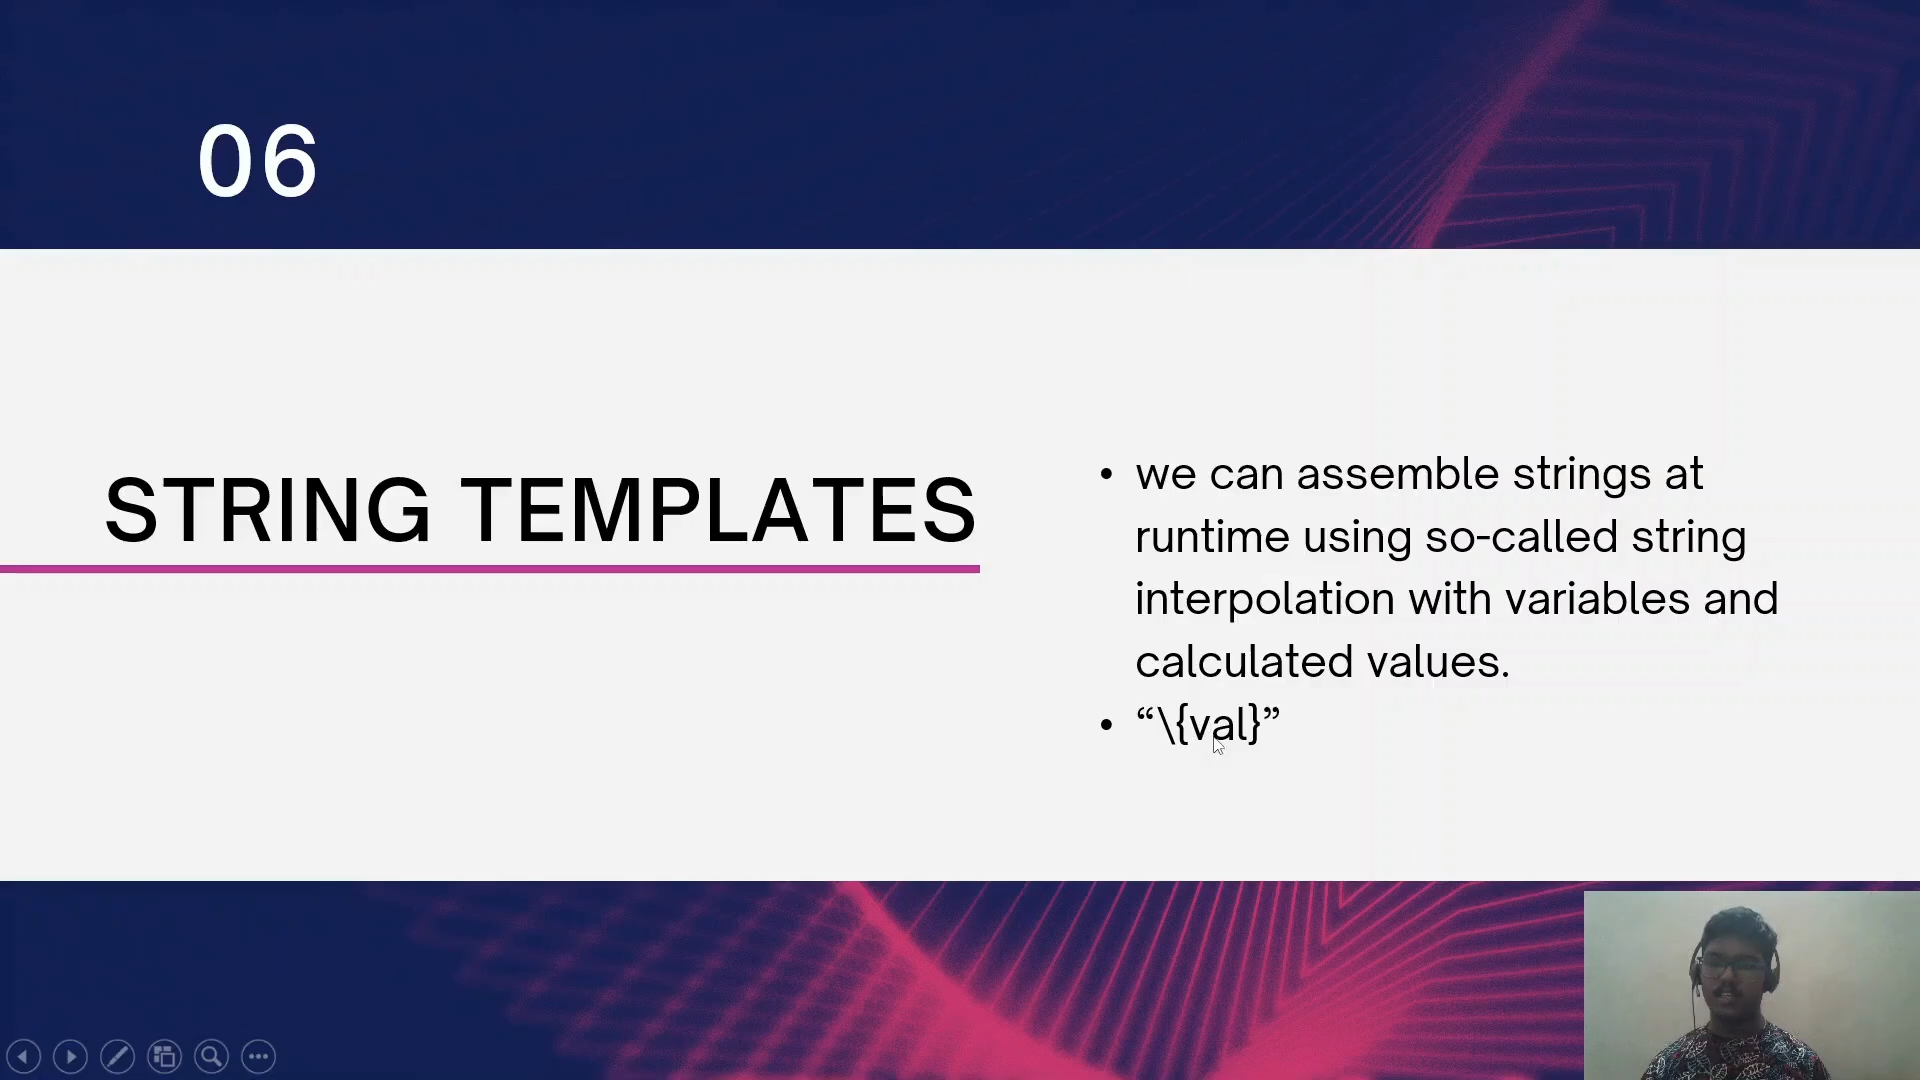 06
STRING TEMPLATES
• we can assemble strings at
runtime using so-called string
interpolation with variables and
calculated values.
• “\{val}”